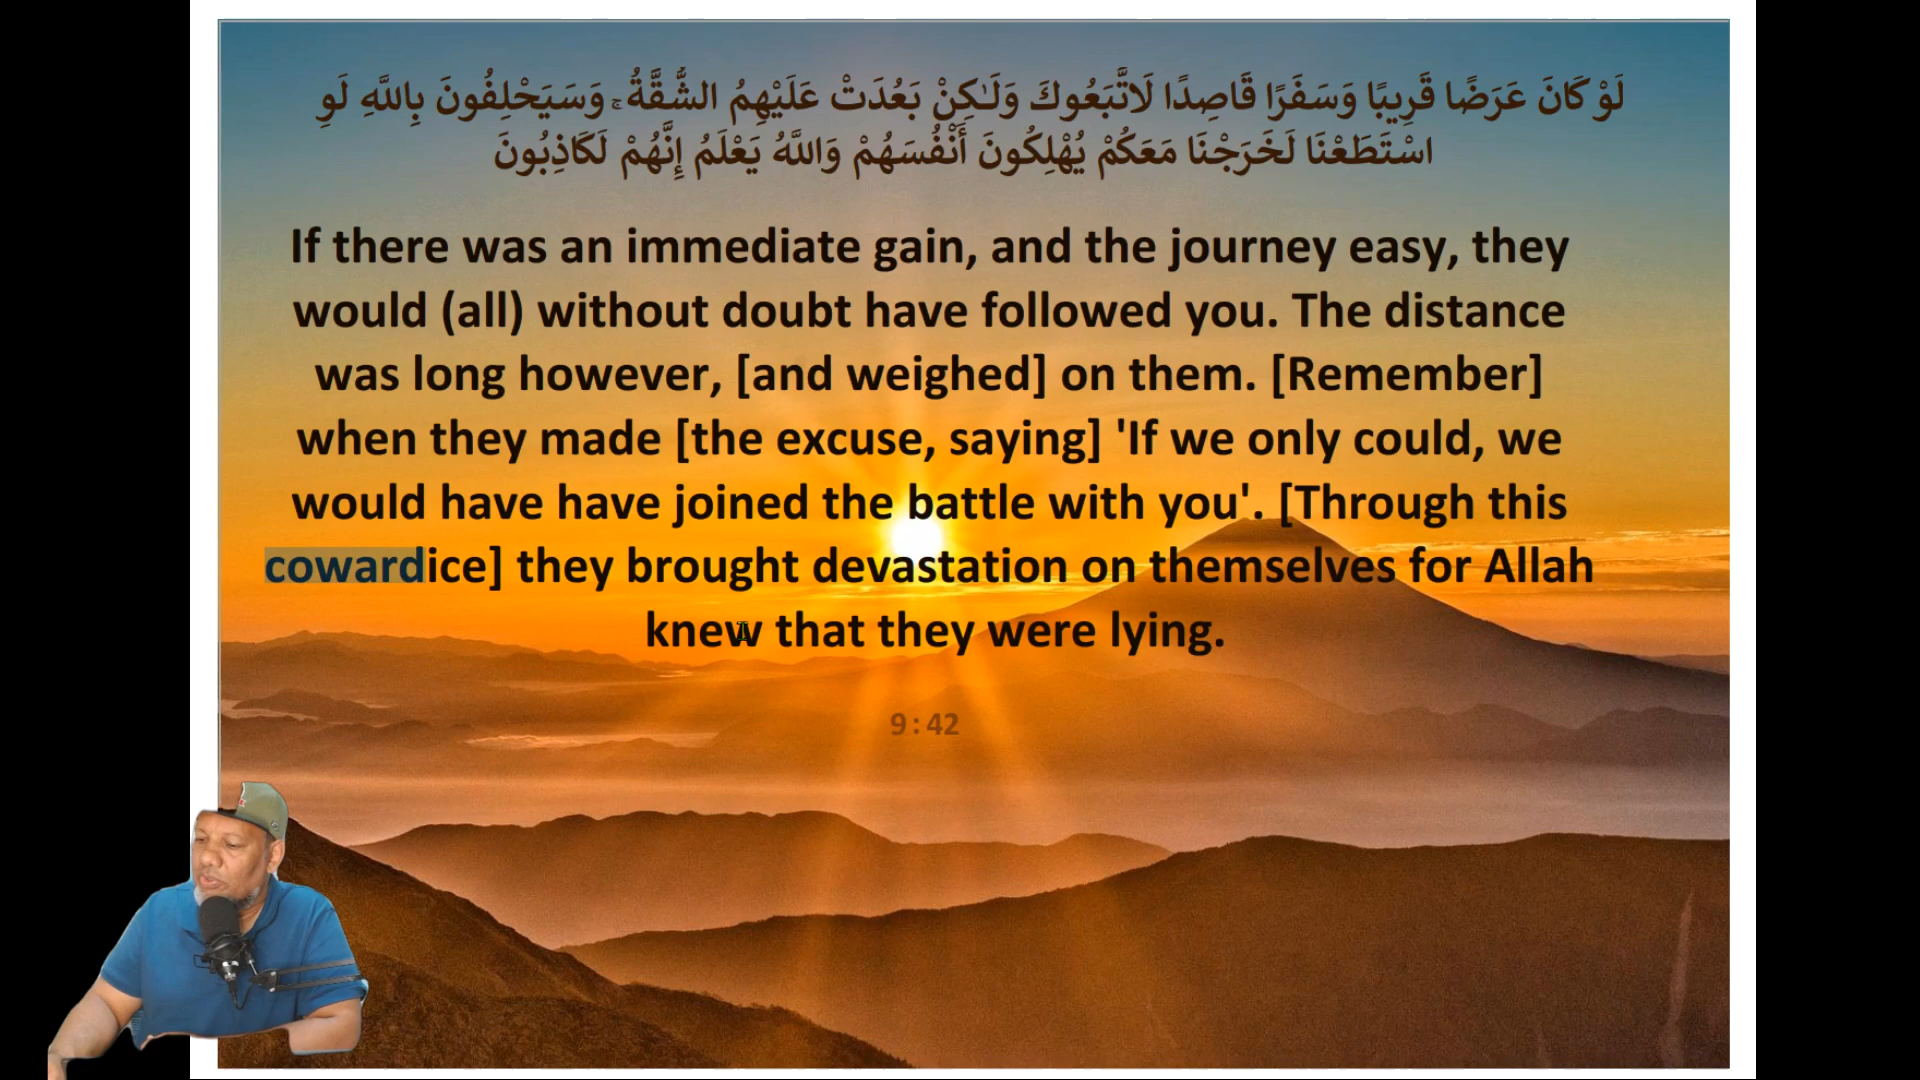 لَوْ كَانَ عَرَضًا قَرِيبًا وَسَفَرًا قَاصِدًا لَاتَّبَعُوكَ وَلَـٰكِنْ بَعُدَتْ عَلَيْهِمُ الشُّقَّةُ ۚ وَسَيَحْلِفُونَ بِاللَّهِ لَوِ
اسْتَطَعْنَا لَخَرَجْنَا مَعَكُمْ يُهْلِكُونَ أَنْفُسَهُمْ وَاللَّهُ يَعْلَمُ إِنَّهُمْ لَكَاذِبُونَ
If there was an immediate gain, and the journey easy, they
would (all) without doubt have followed you. The distance
was long however, [and weighed] on them. [Remember]
when they made [the excuse, saying] 'If we only could, we
would have have joined the battle with you'. [Through this
cowardice] they brought devastation on themselves for Allah
knew that they were lying.
9:42